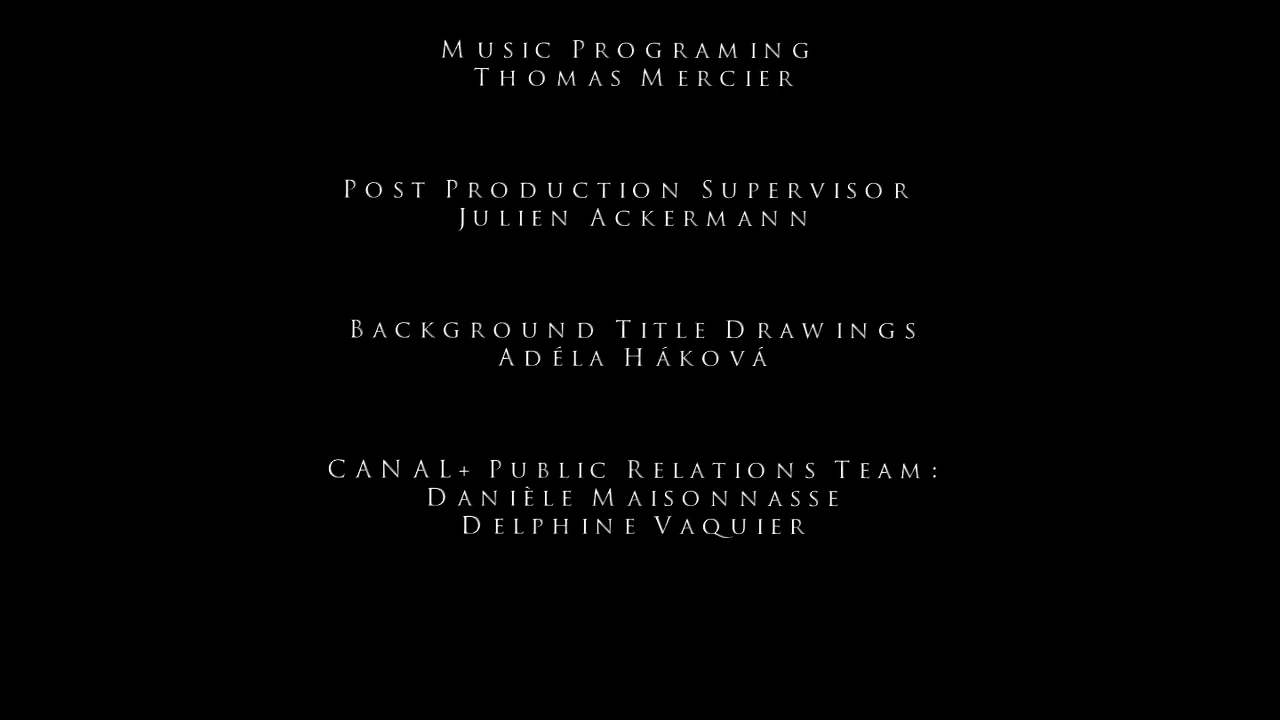 Music Programing
Thomas Mercier
Post Production Supervisor
Julien Ackermann
Background Title Drawings
Adéla Háková
CANAL+ Public Relations Team:
Danièle Maisonnasse
Delphine Vaquier